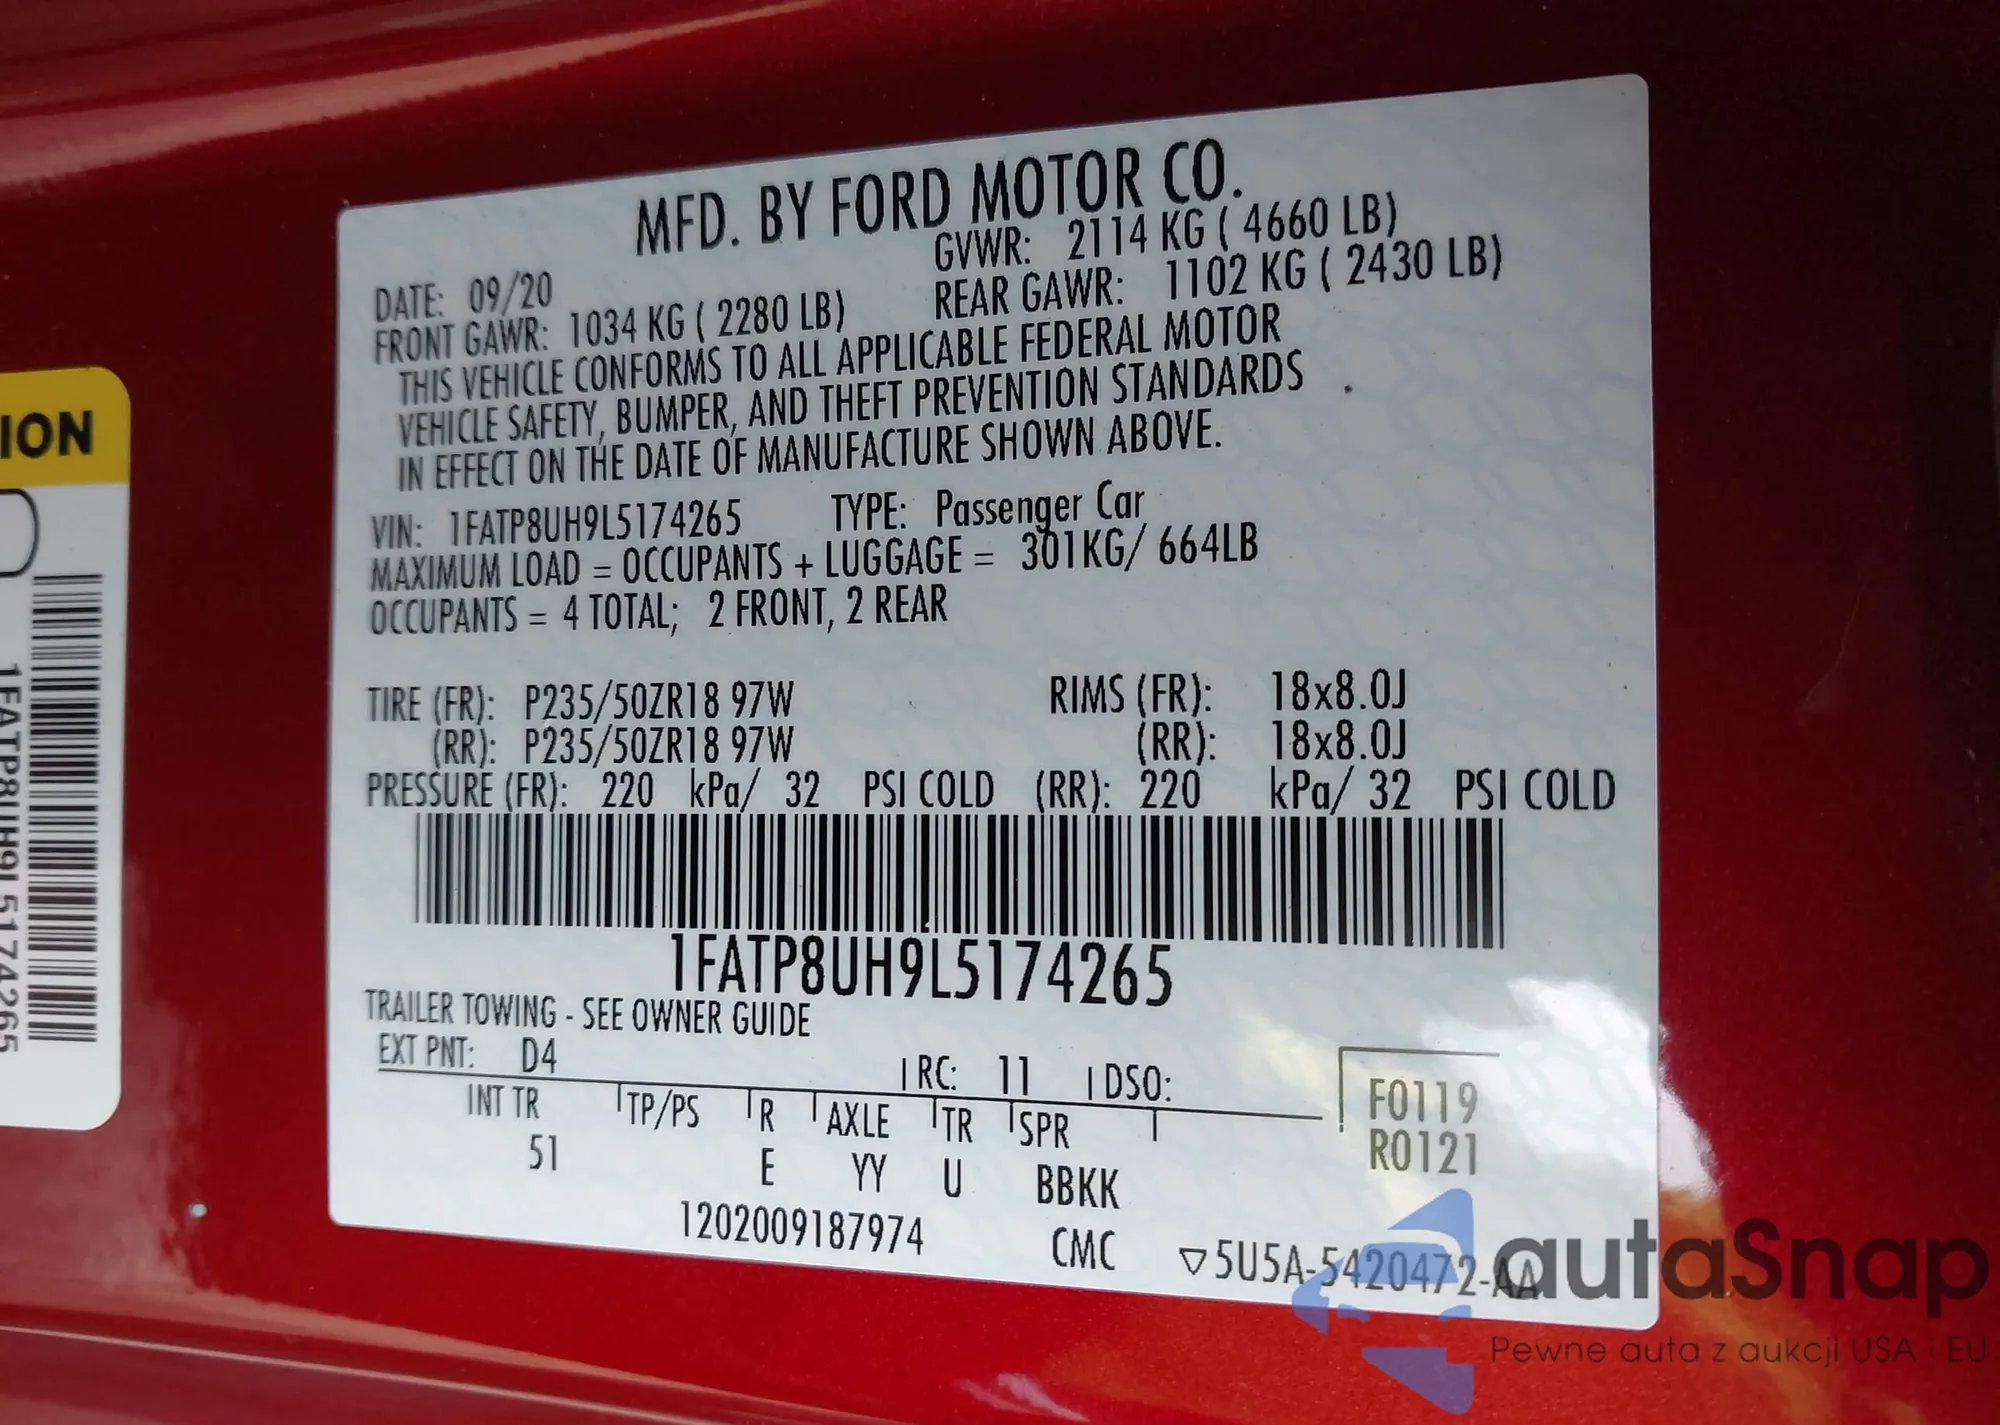 MFD. BY FORD MOTOR CO.
DATE: 09/20 GVWR: 2114 KG ( 4660 LB)
FRONT GAWR: 1034 KG ( 2280 LB) REAR GAWR: 1102 KG ( 2430 LB)
THIS VEHICLE CONFORMS TO ALL APPLICABLE FEDERAL MOTOR
VEHICLE SAFETY, BUMPER, AND THEFT PREVENTION STANDARDS
IN EFFECT ON THE DATE OF MANUFACTURE SHOWN ABOVE.
VIN: 1FATP8UH9L5174265 TYPE: Passenger Car
MAXIMUM LOAD = OCCUPANTS + LUGGAGE = 301KG/ 664LB
OCCUPANTS = 4 TOTAL; 2 FRONT, 2 REAR
TIRE (FR): P235/50ZR18 97W RIMS (FR): 18x8.0J
(RR): P235/50ZR18 97W (RR): 18x8.0J
PRESSURE (FR): 220 kPa/ 32 PSI COLD (RR): 220 kPa/ 32 PSI COLD
1FATP8UH9L5174265
TRAILER TOWING - SEE OWNER GUIDE
EXT PNT: D4 RC: 11 DSO:
INT TR TP/PS R AXLE TR SPR
51 E YY U BBKK
F0119
R0121
1202009187974 CMC ▽5U5A-5420472-AA
ION
1FATP8UH9L5174265
autaSnap
Pewne auta z aukcji USA i EU